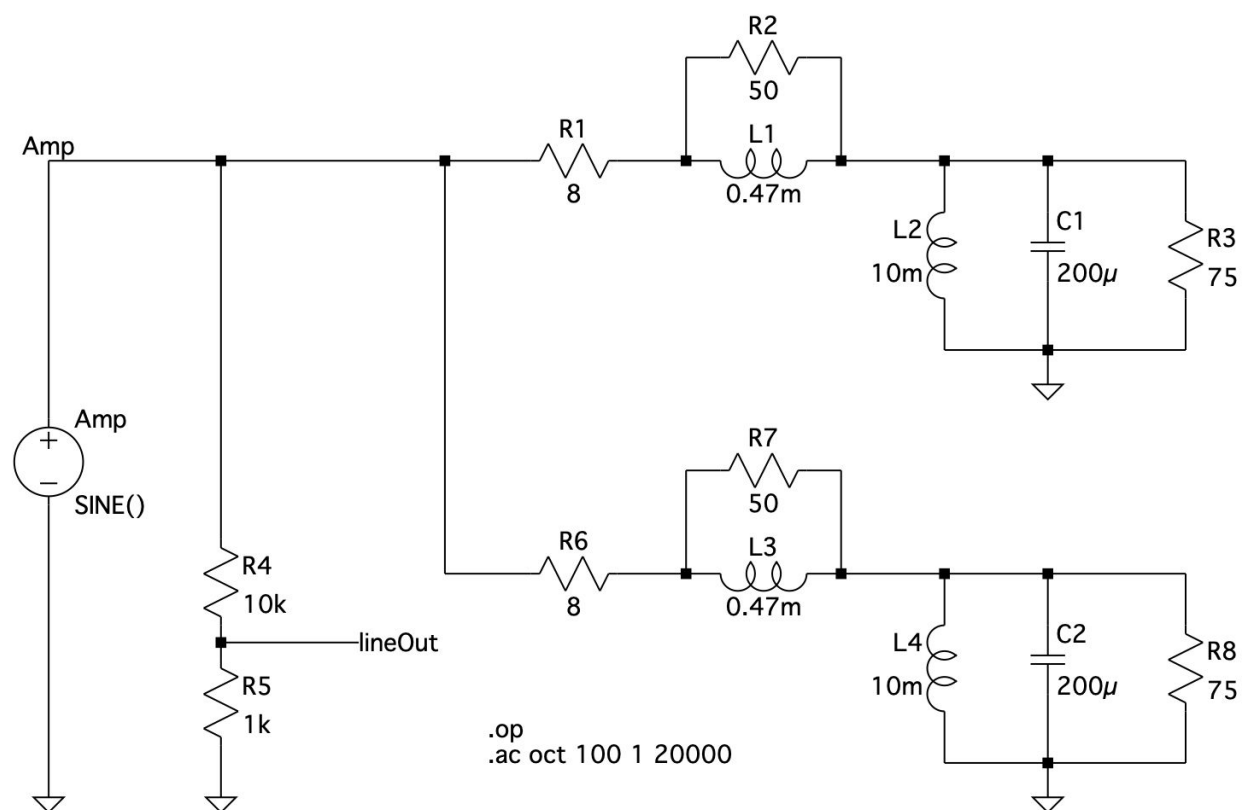 R2
50
Amp
R1
L1
8
0.47m
L2
10m
C1
200µ
R3
75
+
Amp
−
SINE()
R7
50
R6
L3
8
0.47m
R4
10k
lineOut
L4
10m
C2
200µ
R8
75
R5
1k
.op
.ac oct 100 1 20000